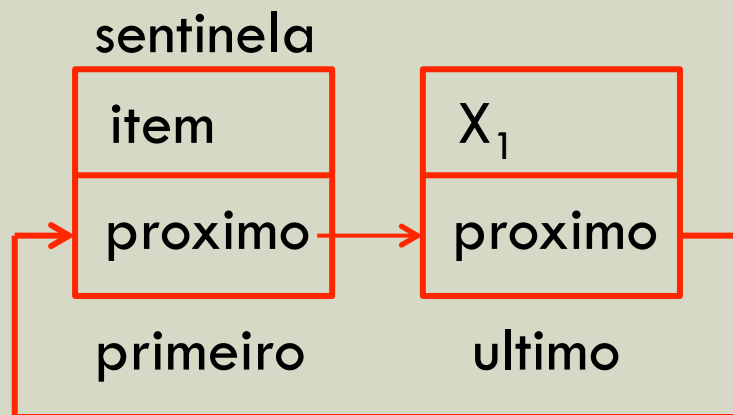 sentinela
item
X₁
proximo
proximo
primeiro
ultimo